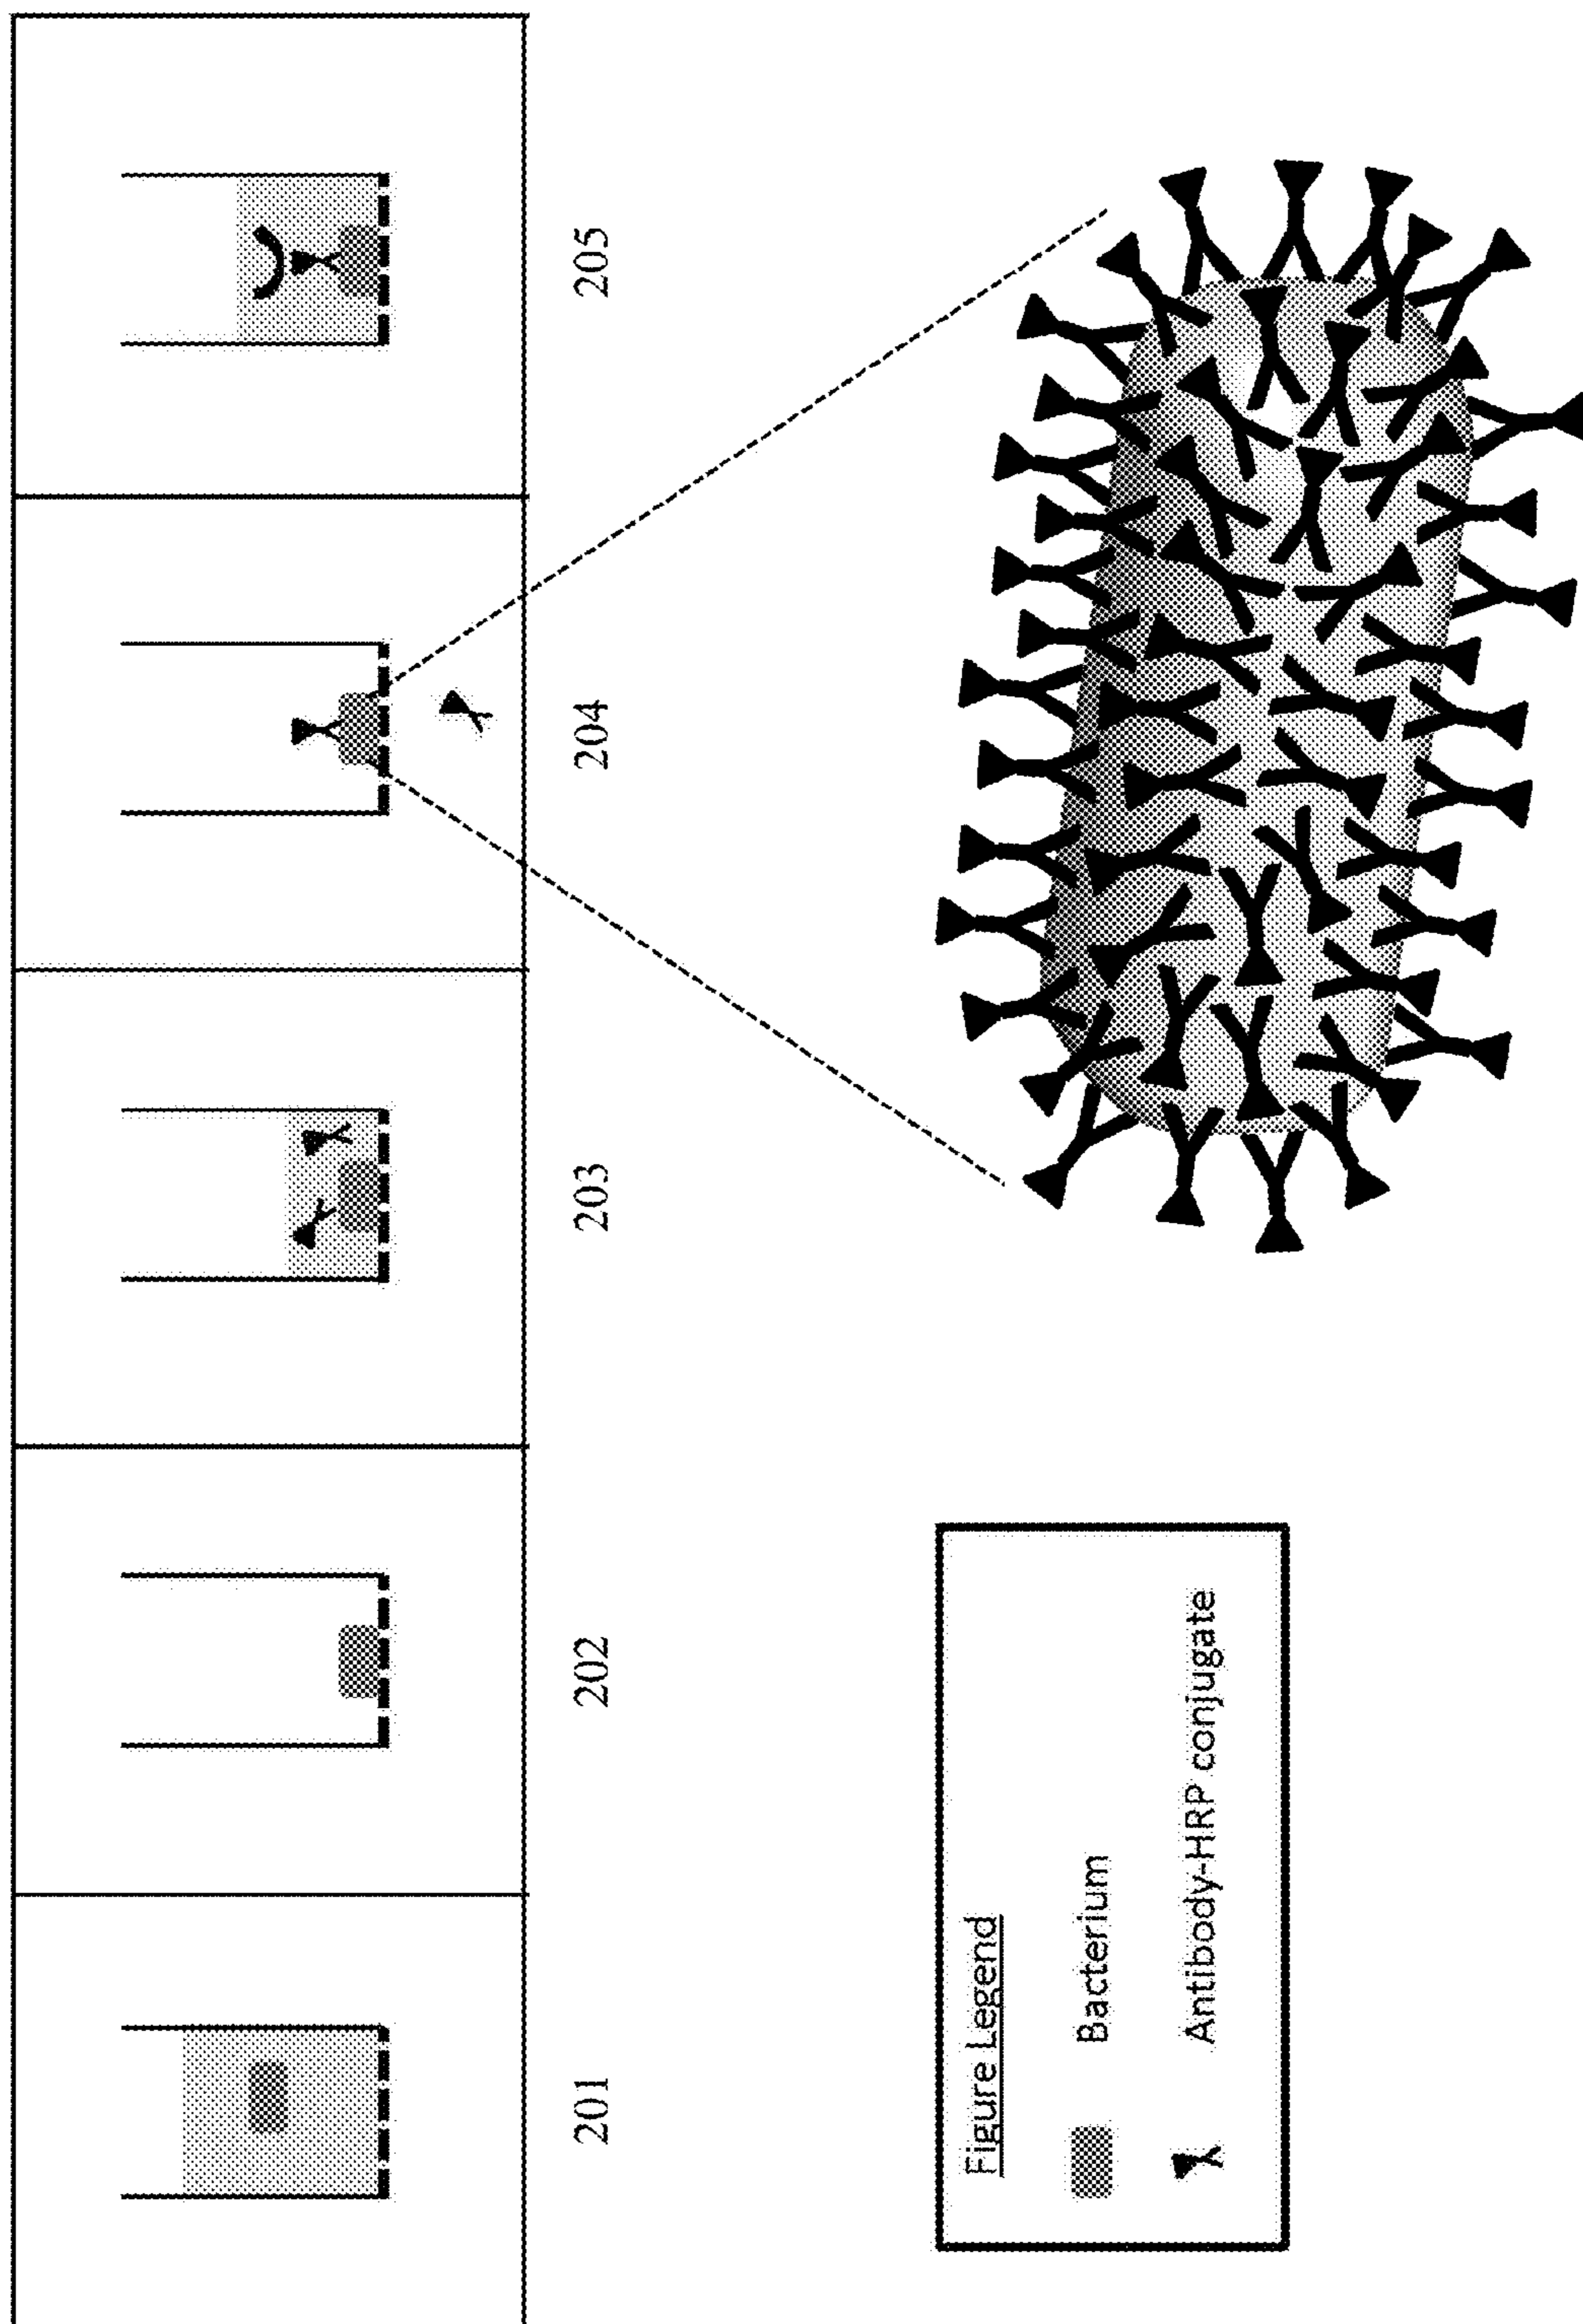 201
202
203
204
205
Figure Legend
Bacterium
Antibody-HRP conjugate